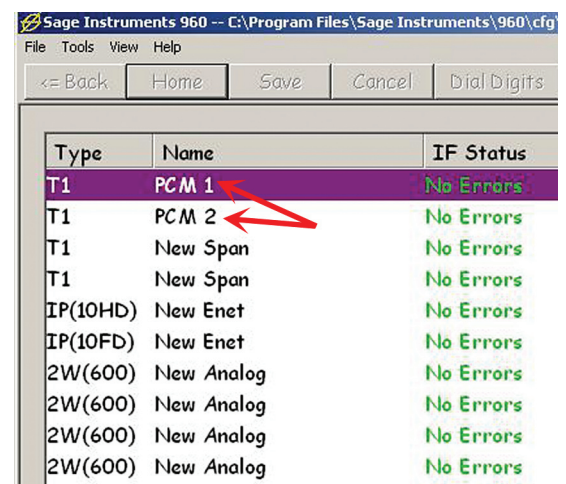 Sage Instruments 960 -- C:\Program Files\Sage Instruments\960\cfg\
File Tools View Help
<= Back Home Save Cancel Dial Digits
Type Name IF Status
T1 PCM 1 No Errors
T1 PCM 2 No Errors
T1 New Span No Errors
T1 New Span No Errors
IP(10HD) New Enet No Errors
IP(10FD) New Enet No Errors
2W(600) New Analog No Errors
2W(600) New Analog No Errors
2W(600) New Analog No Errors
2W(600) New Analog No Errors